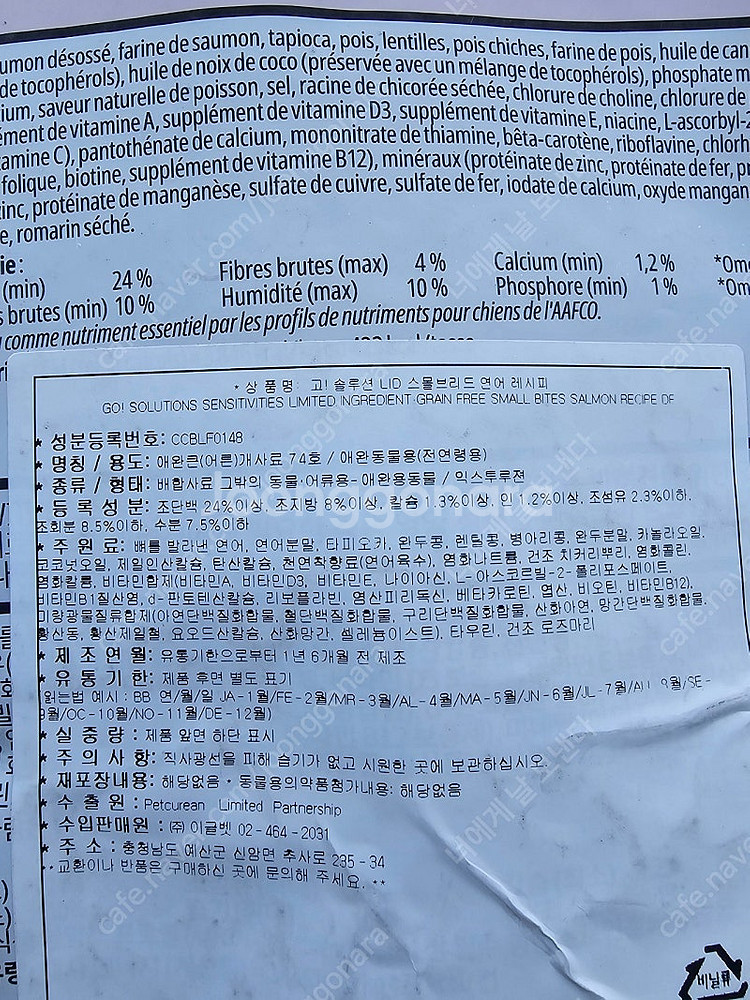 umon désossé, farine de saumon, tapioca, pois, lentilles, pois chiches, farine de pois, huile de can
de tocophérols), huile de noix de coco (préservée avec un mélange de tocophérols), phosphate m
ium, saveur naturelle de poisson, sel, racine de chicorée séchée, chlorure de choline, chlorure de
ément de vitamine A, supplément de vitamine D3, supplément de vitamine E, niacine, L-ascorbyl-2
amine C), pantothénate de calcium, mononitrate de thiamine, bêta-carotène, riboflavine, chlorh
folique, biotine, supplément de vitamine B12), minéraux (protéinate de zinc, protéinate de fer, p
zinc, protéinate de manganèse, sulfate de cuivre, sulfate de fer, iodate de calcium, oxyde mangan
e, romarin séché.
ie :
(min) 24 % Fibres brutes (max) 4 % Calcium (min) 1,2 % *Om
s brutes (min) 10 % Humidité (max) 10 % Phosphore (min) 1 % *Om
comme nutriment essentiel par les profils de nutriments pour chiens de l'AAFCO.
* 상 품 명: 고! 솔루션 LID 스몰브리드 연어 레시피
GO! SOLUTIONS SENSITIVITIES LIMITED INGREDIENT GRAIN FREE SMALL BITES SALMON RECIPE DF
* 성분등록번호: CCBLF0148
* 명칭 / 용도: 애완큰(어른)개사료 74호 / 애완동물용(전연령용)
* 종류 / 형태: 배합사료 그밖의 동물·어류용- 애완용동물 / 익스투르젼
* 등 록 성 분: 조단백 24%이상, 조지방 8%이상, 칼슘 1.3%이상, 인 1.2%이상, 조섬유 2.3%이하,
조회분 8.5%이하, 수분 7.5%이하
* 주 원 료: 뼈를 발라낸 연어, 연어분말, 타피오카, 완두콩, 렌틸콩, 병아리콩, 완두분말, 카놀라오일,
코코넛오일, 제일인산칼슘, 탄산칼슘, 천연착향료(연어육수), 염화나트륨, 건조 치커리뿌리, 염화콜린,
염화칼륨, 비타민합제(비타민A, 비타민D3, 비타민E, 나이아신, L-아스코르빌-2-폴리포스페이트,
비타민B1질산염, d-판토텐산칼슘, 리보플라빈, 염산피리독신, 베타카로틴, 엽산, 비오틴, 비타민B12),
미량광물질류합제(아연단백질화합물, 철단백질화합물, 구리단백질화합물, 산화아연, 망간단백질화합물,
황산동, 황산제일철, 요오드산칼슘, 산화망간, 셀레늄이스트), 타우린, 건조 로즈마리
* 제 조 연 월: 유통기한으로부터 1년 6개월 전 제조
* 유 통 기 한: 제품 후면 별도 표기
(읽는법 예시 : BB 연/월/일 JA-1월/FE-2월/MR-3월/AL-4월/MA-5월/JN-6월/JL-7월/AU 8월/SE-
9월/OC-10월/NO-11월/DE-12월)
* 실 중 량 : 제품 앞면 하단 표시
* 주 의 사 항: 직사광선을 피해 습기가 없고 시원한 곳에 보관하십시오.
* 재포장내용: 해당없음 * 동물용의약품첨가내용: 해당없음
* 수 출 원 : Petcurean Limited Partnership
* 수입판매원 : ㈜ 이글벳 02-464-2031
* 주 소 : 충청남도 예산군 신암면 추사로 235-34
**교환이나 반품은 구매하신 곳에 문의해 주세요. **
비닐류
joonggonara
cafe.naver.com/joonggonara